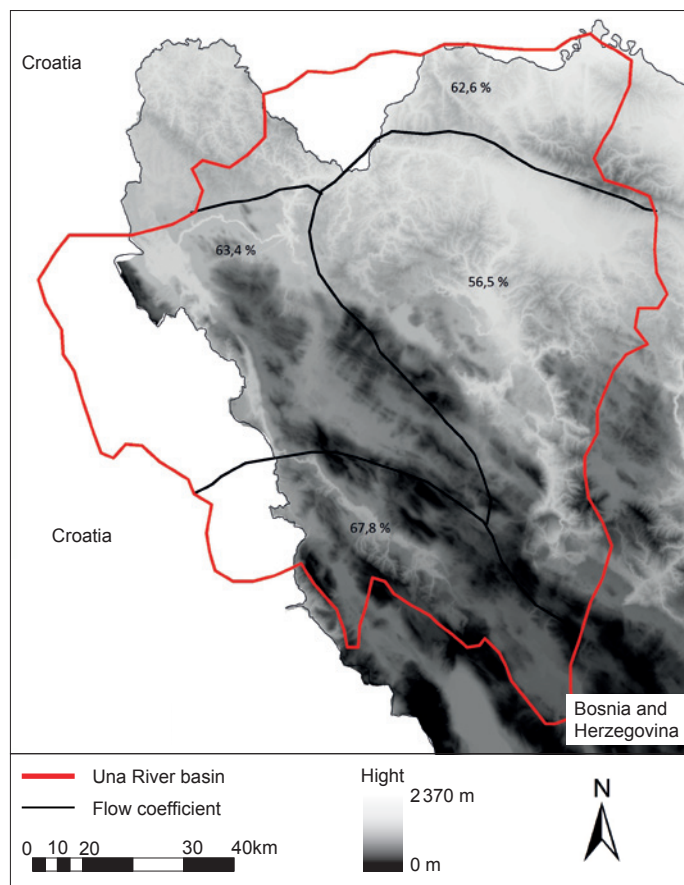 Croatia
62,6 %
63,4 %
56,5 %
67,8 %
Croatia
Bosnia and
Herzegovina
Una River basin
Flow coefficient
0 10 20 30 40km
Hight
2 370 m
0 m
N